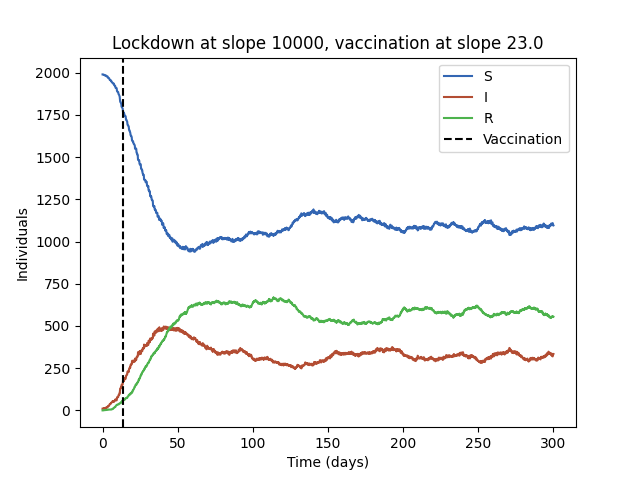 Lockdown at slope 10000, vaccination at slope 23.0
S
I
R
Vaccination
Individuals
2000
1750
1500
1250
1000
750
500
250
0
0 50 100 150 200 250 300
Time (days)